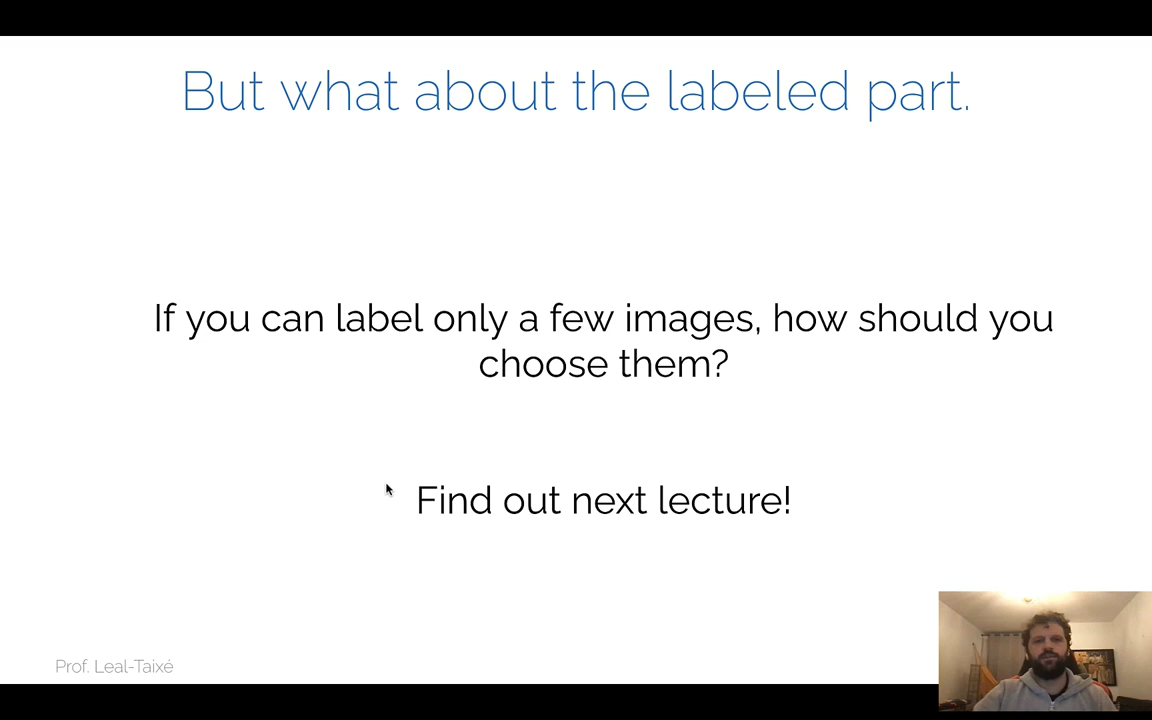 But what about the labeled part.
If you can label only a few images, how should you
choose them?
Find out next lecture!
Prof. Leal-Taixé